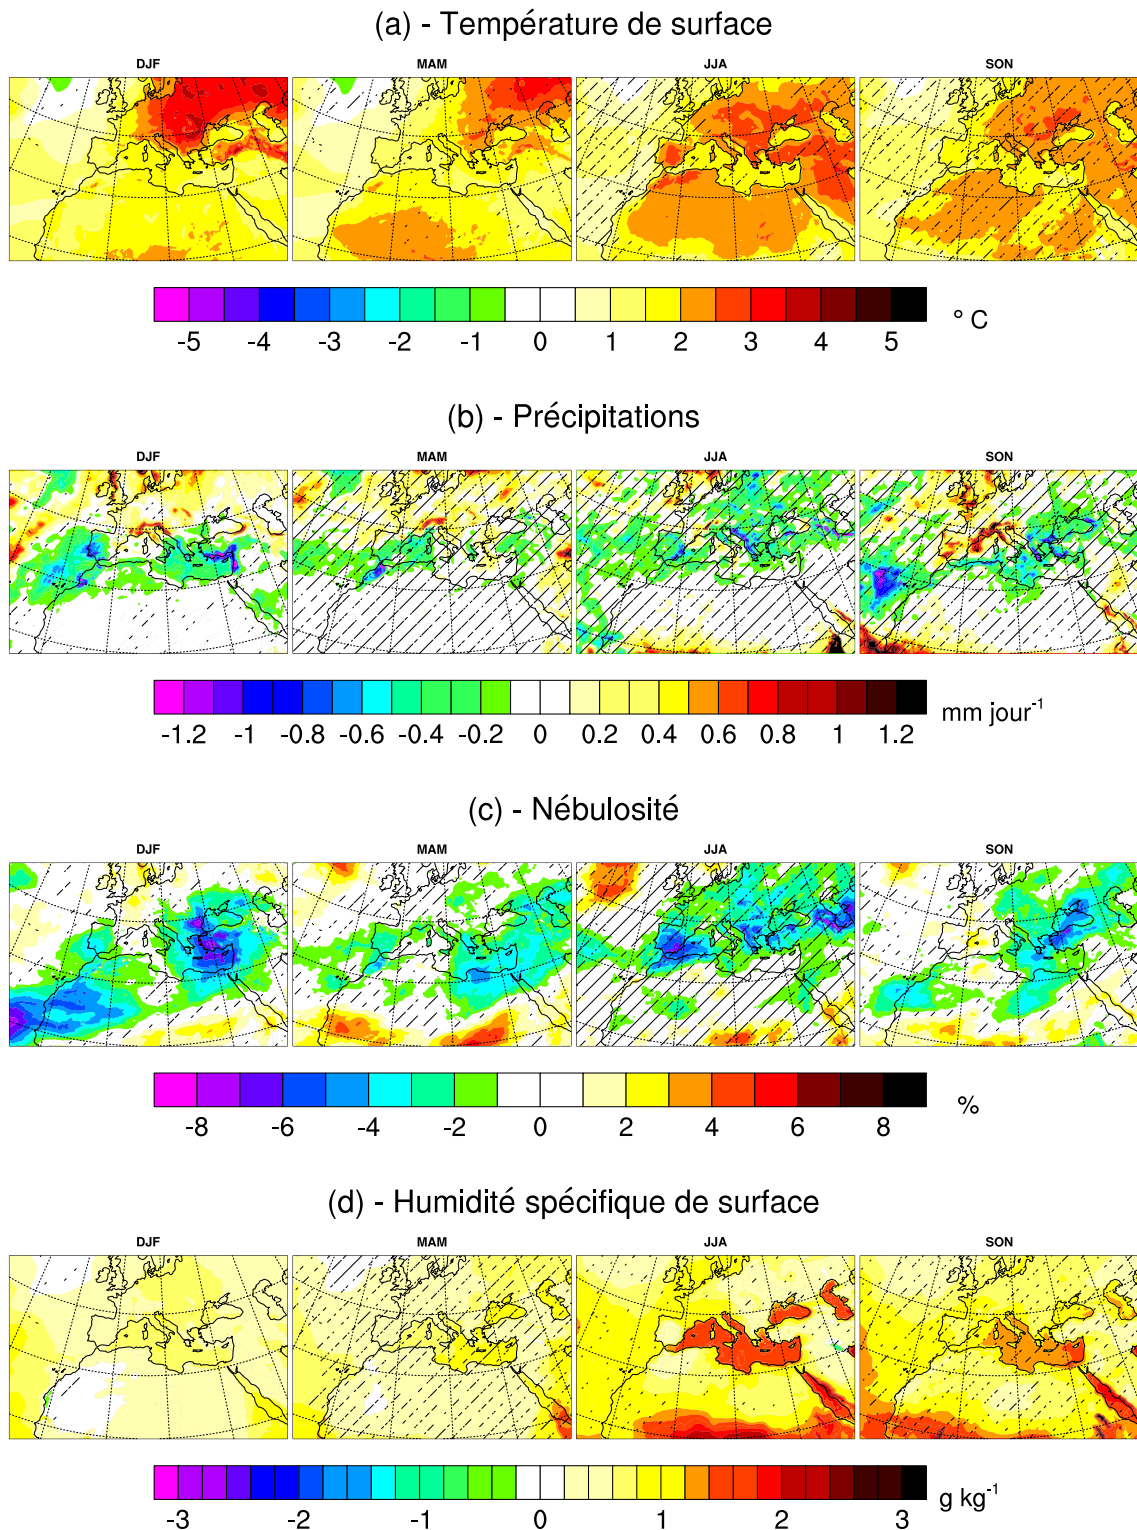 (a) - Température de surface
DJF MAM JJA SON
-5 -4 -3 -2 -1 0 1 2 3 4 5 ° C
(b) - Précipitations
DJF MAM JJA SON
-1.2 -1 -0.8 -0.6 -0.4 -0.2 0 0.2 0.4 0.6 0.8 1 1.2 mm jour-1
(c) - Nébulosité
DJF MAM JJA SON
-8 -6 -4 -2 0 2 4 6 8 %
(d) - Humidité spécifique de surface
DJF MAM JJA SON
-3 -2 -1 0 1 2 3 g kg-1